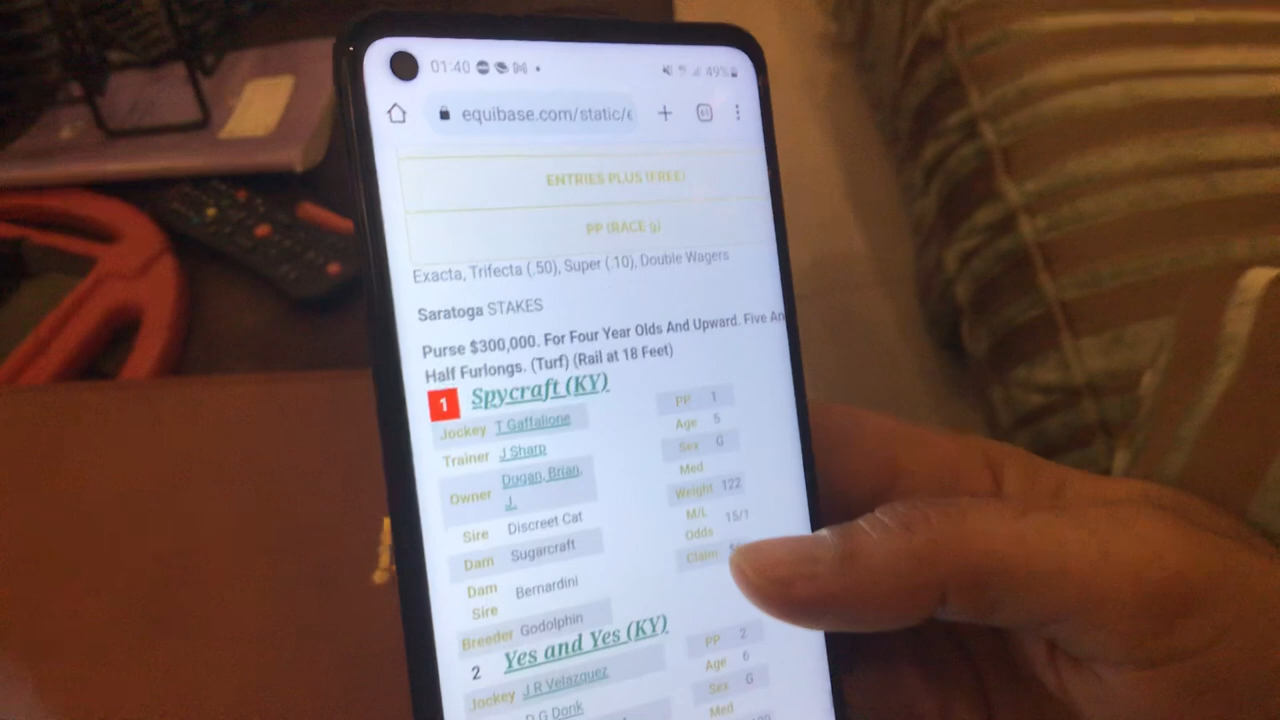 01:40
49%
equibase.com/static/e
ENTRIES PLUS (FREE)
PP (RACE 9)
Exacta, Trifecta (.50), Super (.10), Double Wagers
Saratoga STAKES
Purse $300,000. For Four Year Olds And Upward. Five An
Half Furlongs. (Turf) (Rail at 18 Feet)
1 Spycraft (KY)
Jockey T Gaffalione
Trainer J Sharp
Owner Dugan, Brian, J.
Sire Discreet Cat
Dam Sugarcraft
Dam Sire Bernardini
Breeder Godolphin
PP 1
Age 5
Sex G
Med
Weight 122
M/L Odds 15/1
Claim
2 Yes and Yes (KY)
Jockey J R Velazquez
D G Donk
PP 2
Age 6
Sex G
Med